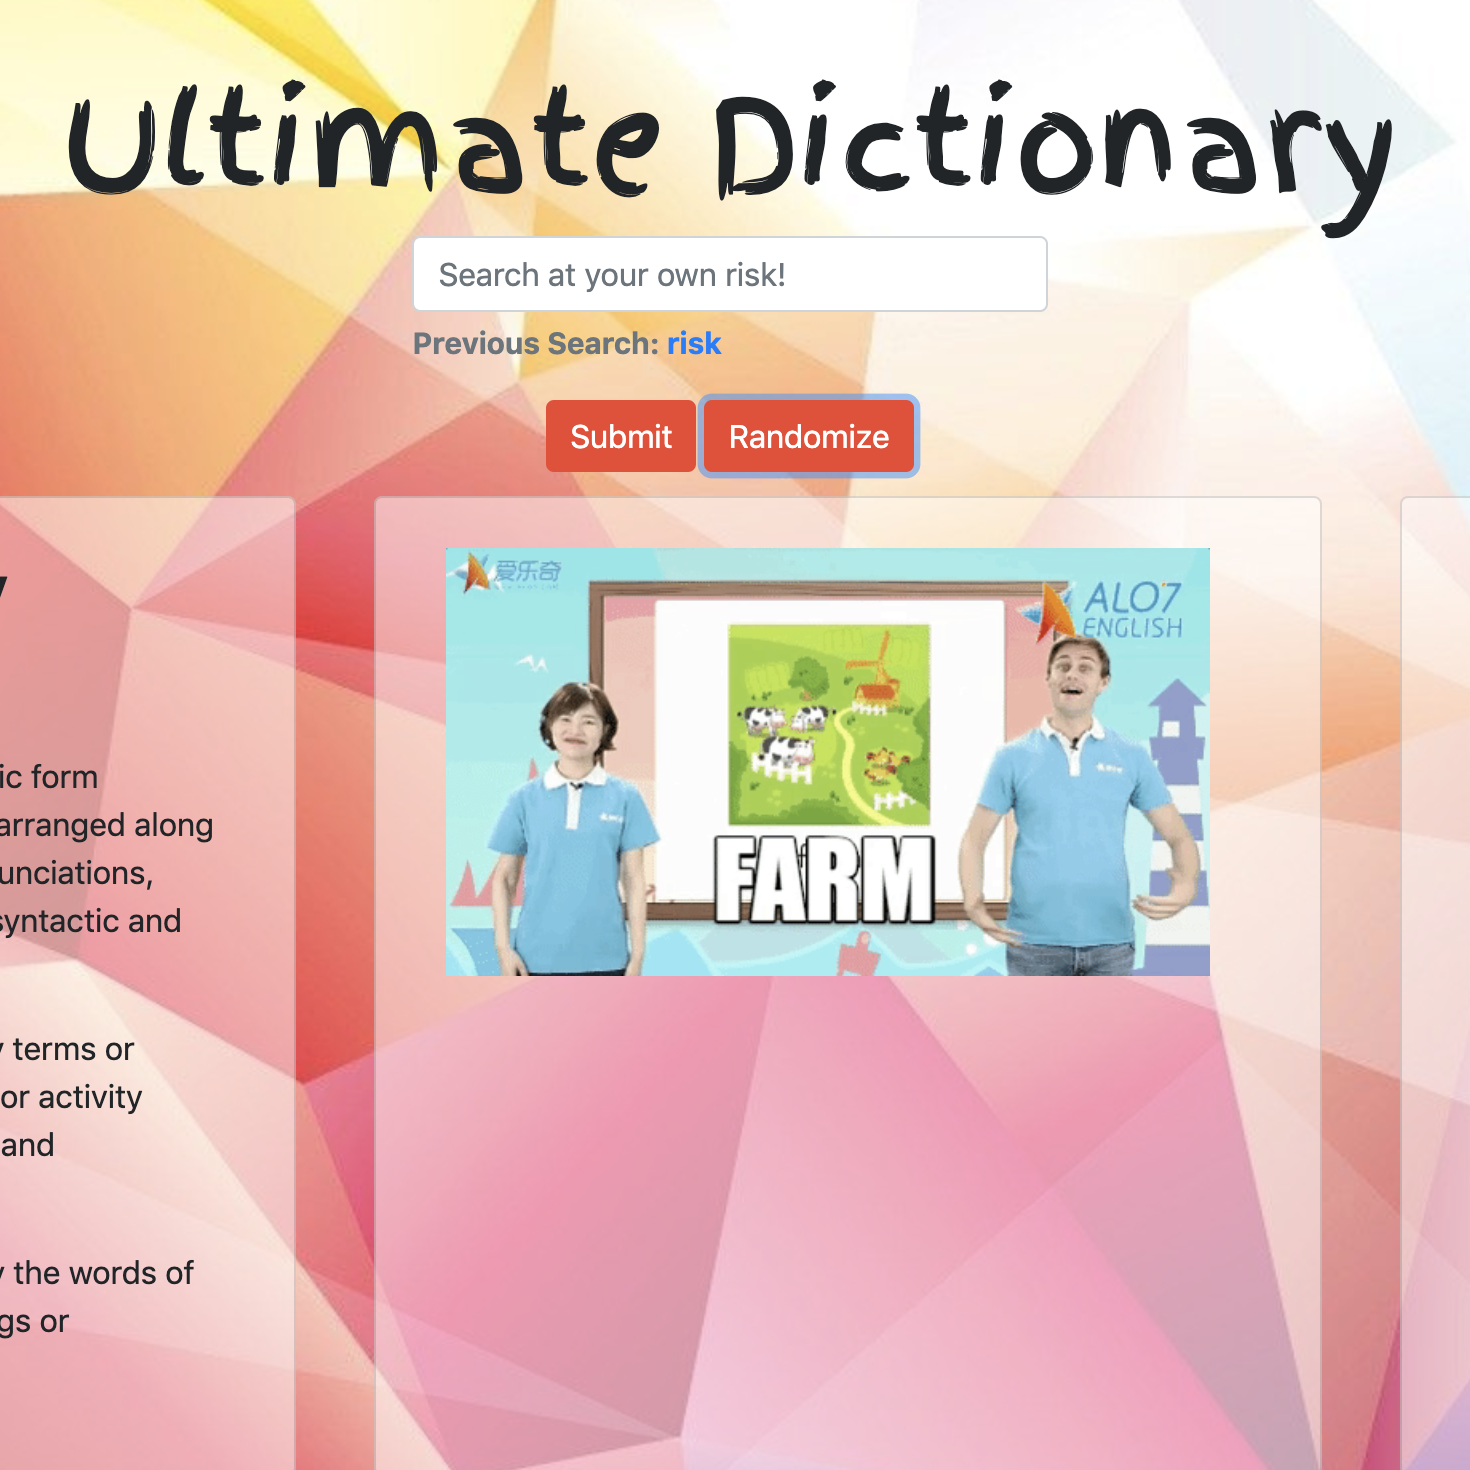 Ultimate Dictionary
Search at your own risk!
Previous Search: risk
Submit
Randomize
ic form
arranged along
unciations,
syntactic and
terms or
or activity
and
the words of
gs or
爱乐奇
ALO7
ENGLISH
FARM